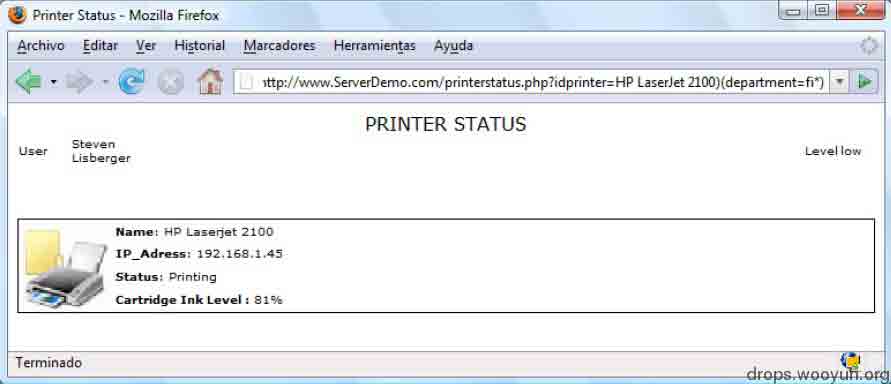 Printer Status - Mozilla Firefox
Archivo Editar Ver Historial Marcadores Herramientas Ayuda
http://www.ServerDemo.com/printerstatus.php?idprinter=HP LaserJet 2100)(department=fi*)
PRINTER STATUS
User Steven Lisberger Level low
Name: HP Laserjet 2100
IP_Adress: 192.168.1.45
Status: Printing
Cartridge Ink Level : 81%
Terminado
drops.wooyun.org